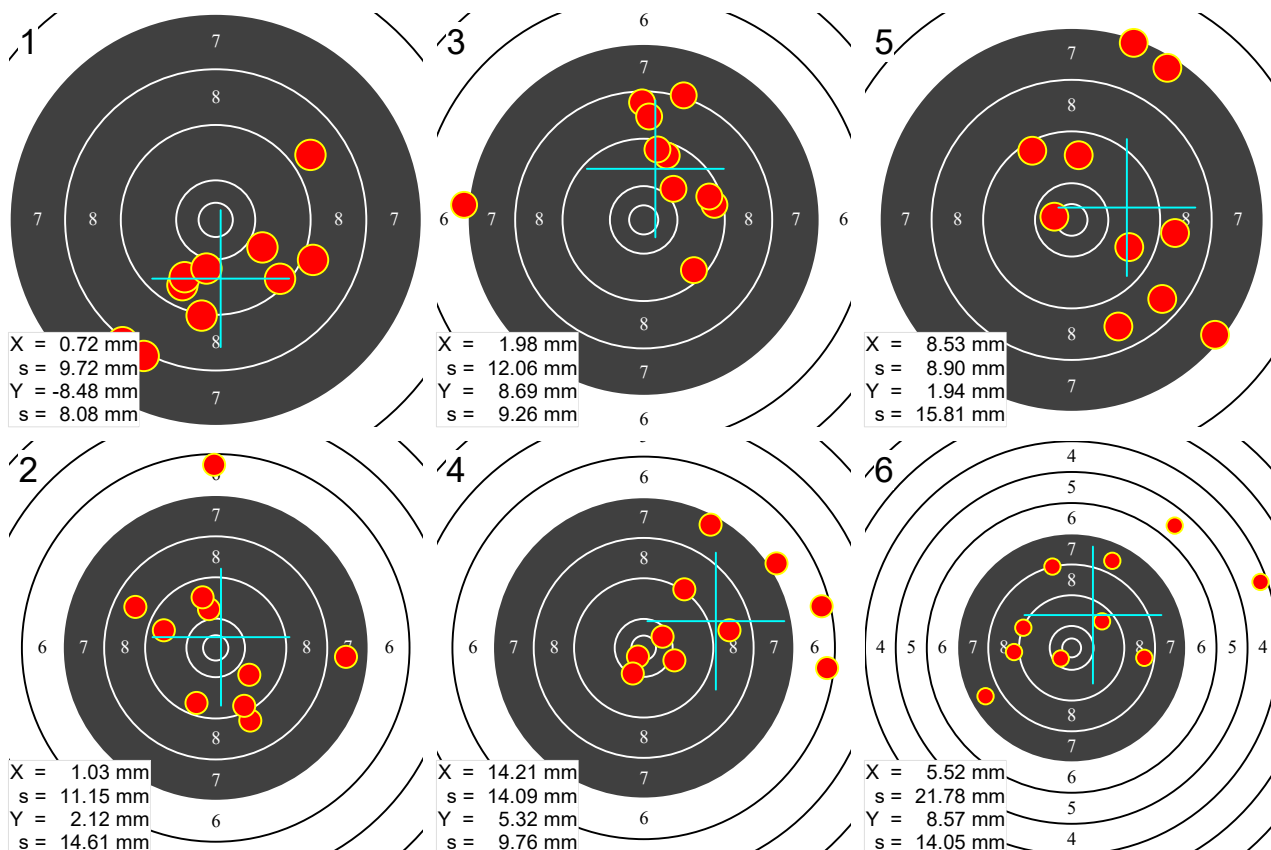 1
7
8
7 8 8 7
8
7
X = 0.72 mm
s = 9.72 mm
Y = -8.48 mm
s = 8.08 mm
3
6
7
6 7 8 8 7 6
8
7
6
X = 1.98 mm
s = 12.06 mm
Y = 8.69 mm
s = 9.26 mm
5
7
8
7 8 8 7
8
7
X = 8.53 mm
s = 8.90 mm
Y = 1.94 mm
s = 15.81 mm
2
6
7
8
6 7 8 8 7 6
8
7
6
X = 1.03 mm
s = 11.15 mm
Y = 2.12 mm
s = 14.61 mm
4
6
7
8
6 7 8 8 7 6
8
7
6
X = 14.21 mm
s = 14.09 mm
Y = 5.32 mm
s = 9.76 mm
6
4
5
6
7
8
4 5 6 7 8 8 7 6 5 4
8
7
6
5
4
X = 5.52 mm
s = 21.78 mm
Y = 8.57 mm
s = 14.05 mm